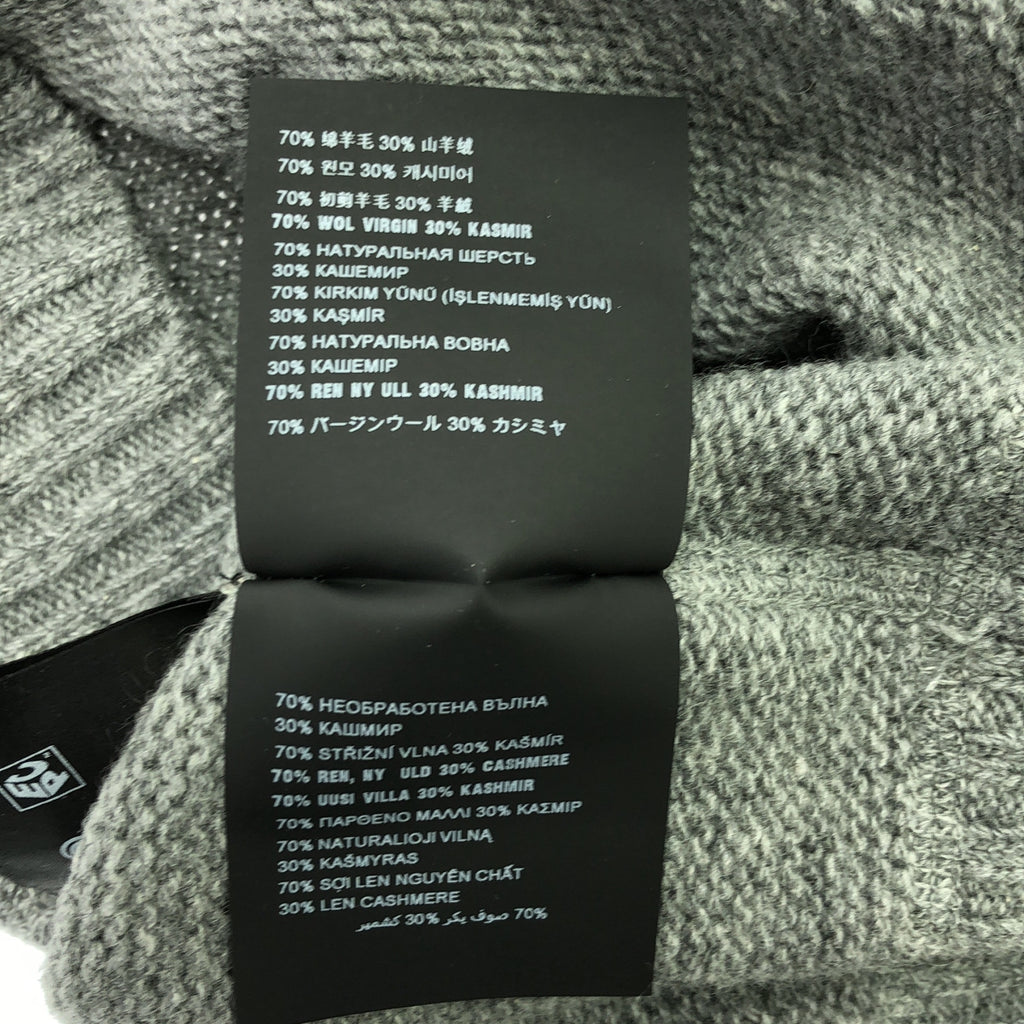 70% 绵羊毛 30% 山羊绒
70% 원모 30% 캐시미어
70% 初剪羊毛 30% 羊絨
70% WOL VIRGIN 30% KASMIR
70% НАТУРАЛЬНАЯ ШЕРСТЬ
30% КАШЕМИР
70% KIRKIM YŪNŪ (İŞLENMEMİŞ YŪN)
30% KAŞMİR
70% НАТУРАЛЬНА ВОВНА
30% КАШЕМІР
70% REN NY ULL 30% KASHMIR
70% バージンウール 30% カシミヤ
70% НЕОБРАБОТЕНА ВЪЛНА
30% КАШМИР
70% STŘIŽNÍ VLNA 30% KAŠMÍR
70% REN, NY ULD 30% CASHMERE
70% UUSI VILLA 30% KASHMIR
70% ΠΑΡΘΕΝΟ ΜΑΛΛΙ 30% ΚΑΣΜΙΡ
70% NATURALIOJI VILNĄ
30% KAŠMYRAS
70% SỢI LEN NGUYÊN CHẤT
30% LEN CASHMERE
70% صوف بكر 30% كشمير
EPC